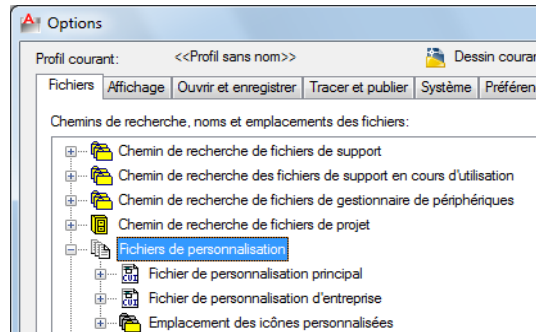 Options
Profil courant: <<Profil sans nom>> Dessin couran
Fichiers Affichage Ouvrir et enregistrer Tracer et publier Système Préféren
Chemins de recherche, noms et emplacements des fichiers:
Chemin de recherche de fichiers de support
Chemin de recherche des fichiers de support en cours d'utilisation
Chemin de recherche de fichiers de gestionnaire de périphériques
Chemin de recherche de fichiers de projet
Fichiers de personnalisation
CUI Fichier de personnalisation principal
CUI Fichier de personnalisation d'entreprise
Emplacement des icônes personnalisées